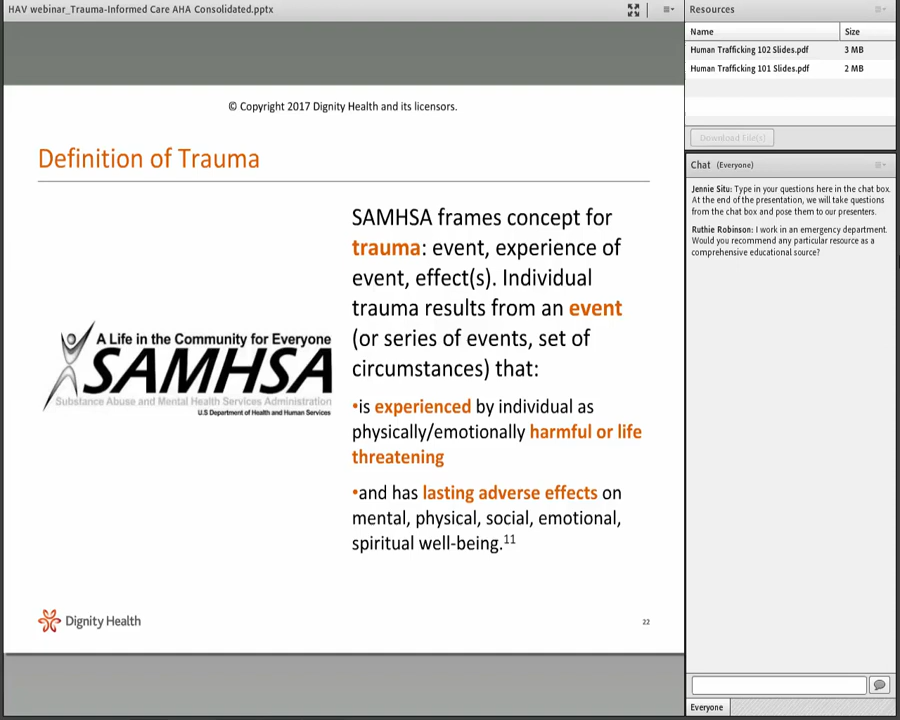 HAV webinar_Trauma-Informed Care AHA Consolidated.pptx
© Copyright 2017 Dignity Health and its licensors.
Definition of Trauma
A Life in the Community for Everyone
SAMHSA
Substance Abuse and Mental Health Services Administration
U.S Department of Health and Human Services
SAMHSA frames concept for
trauma: event, experience of
event, effect(s). Individual
trauma results from an event
(or series of events, set of
circumstances) that:
•is experienced by individual as
physically/emotionally harmful or life
threatening
•and has lasting adverse effects on
mental, physical, social, emotional,
spiritual well-being.11
Dignity Health
22
Resources
Name Size
Human Trafficking 102 Slides.pdf 3 MB
Human Trafficking 101 Slides.pdf 2 MB
Download File(s)
Chat (Everyone)
Jennie Situ: Type in your questions here in the chat box.
At the end of the presentation, we will take questions
from the chat box and pose them to our presenters.
Ruthie Robinson: I work in an emergency department.
Would you recommend any particular resource as a
comprehensive educational source?
Everyone